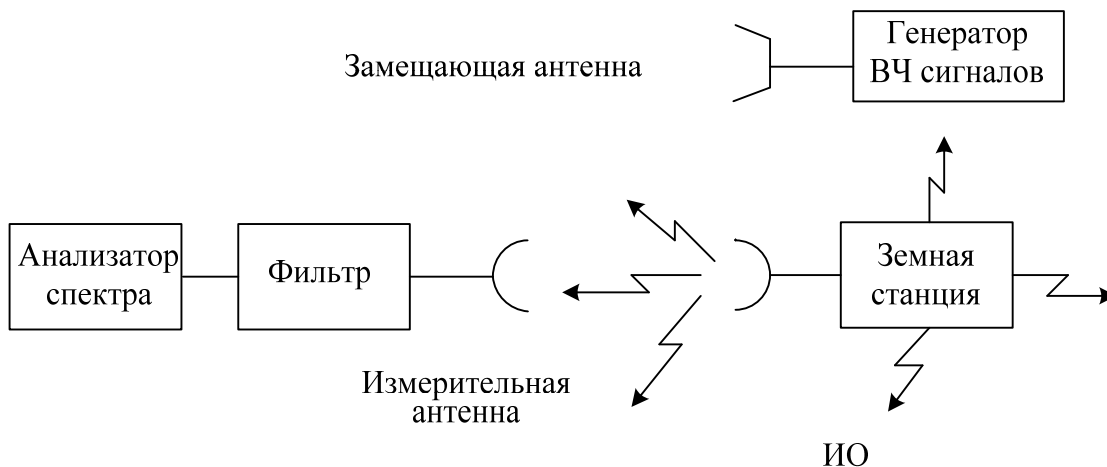 Замещающая антенна
Генератор
ВЧ сигналов
Анализатор
спектра
Фильтр
Земная
станция
Измерительная
антенна
ИО